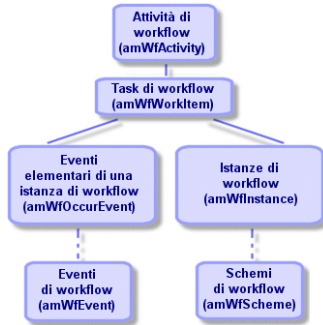 Attività di
workflow
(amWfActivity)
Task di workflow
(amWfWorkItem)
Eventi
elementari di una
istanza di workflow
(amWfOccurEvent)
Istanze di
workflow
(amWfInstance)
Eventi
di workflow
(amWfEvent)
Schemi
di workflow
(amWfScheme)